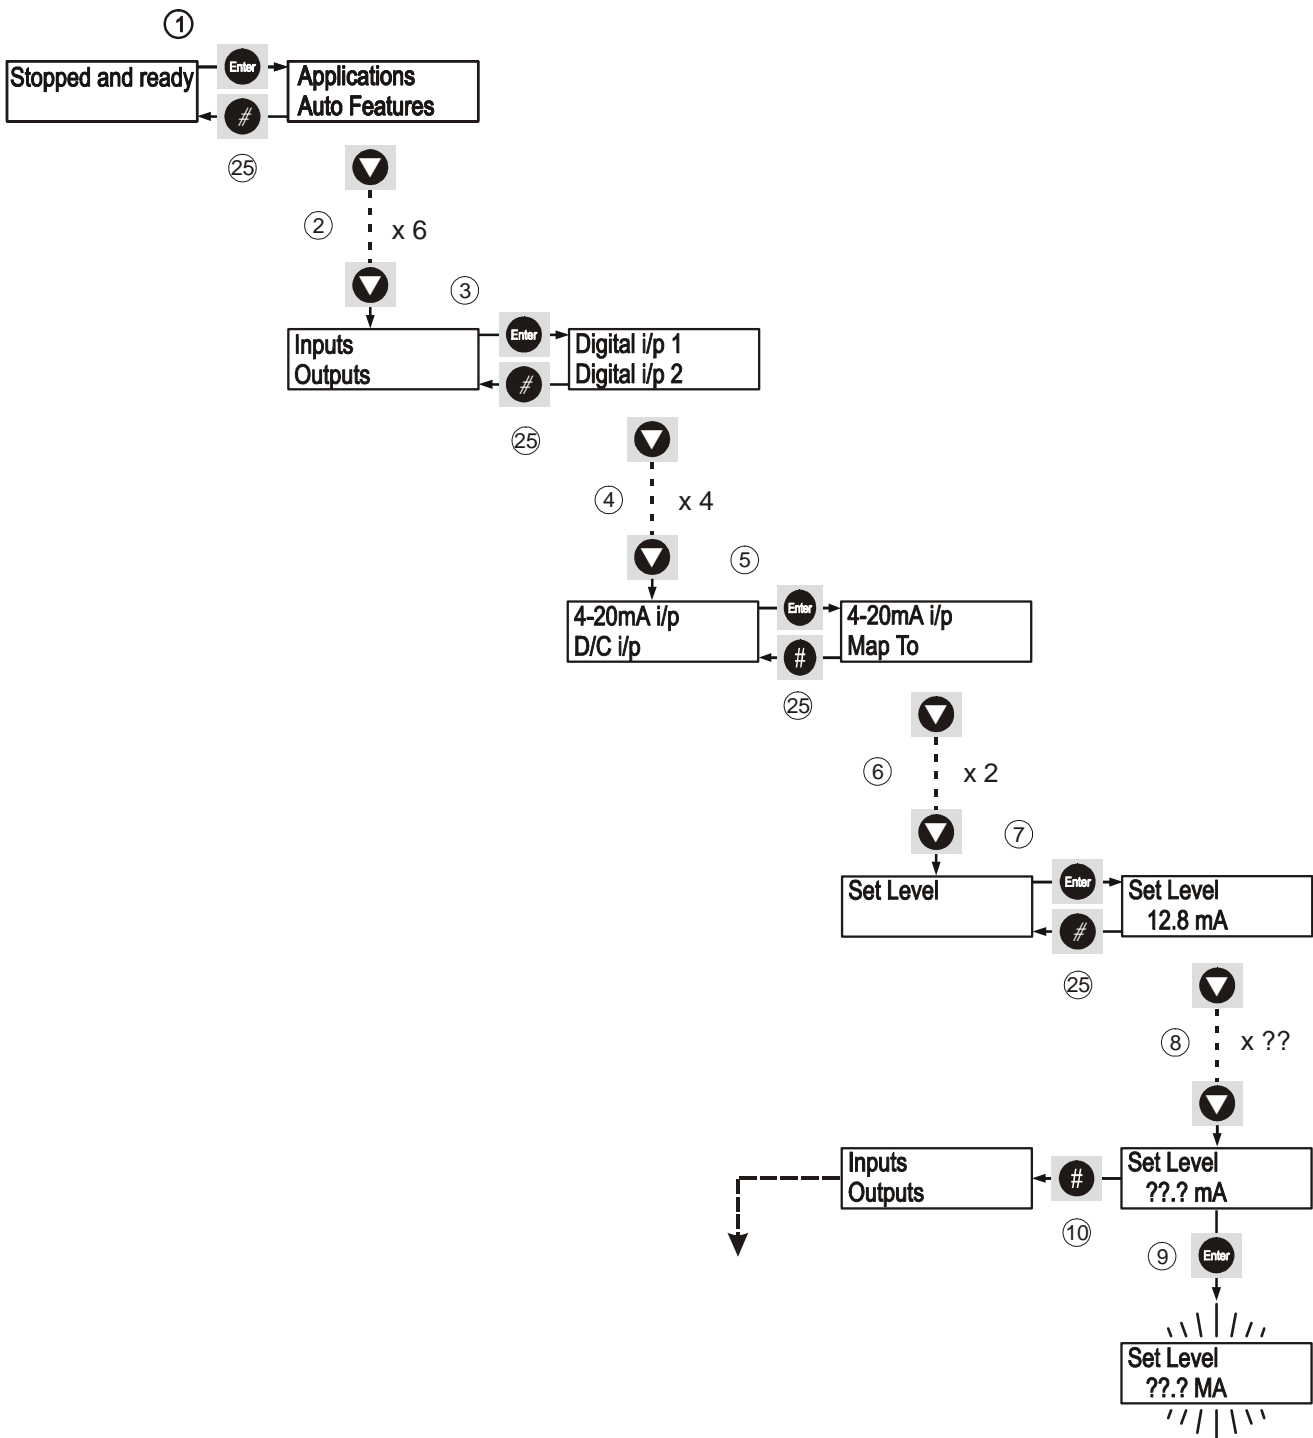 1
Stopped and ready
Enter
Applications
Auto Features
#
25
2
x 6
3
Inputs
Outputs
Enter
Digital i/p 1
Digital i/p 2
#
25
4
x 4
5
4-20mA i/p
D/C i/p
Enter
4-20mA i/p
Map To
#
25
6
x 2
7
Set Level
Enter
Set Level
12.8 mA
#
25
8
x ??
Inputs
Outputs
#
Set Level
??.? mA
10
9
Enter
Set Level
??.? MA